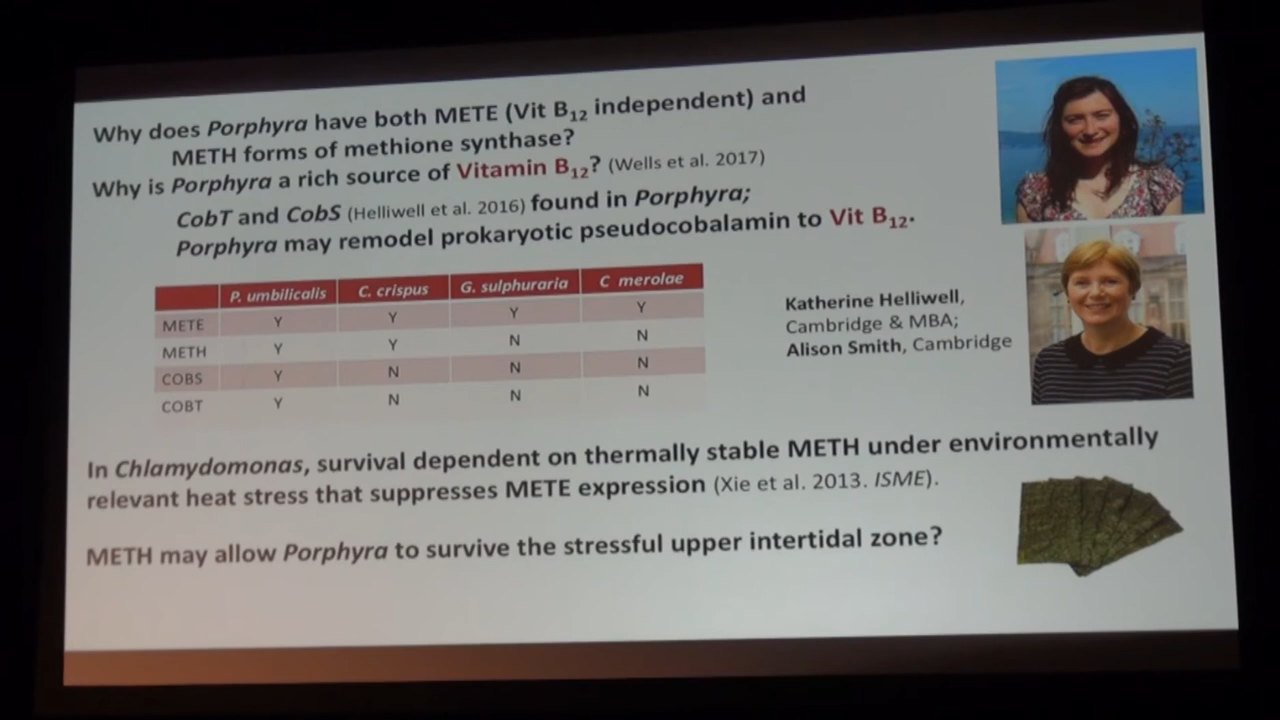 Why does Porphyra have both METE (Vit B12 independent) and
METH forms of methione synthase?
Why is Porphyra a rich source of Vitamin B12? (Wells et al. 2017)
CobT and CobS (Helliwell et al. 2016) found in Porphyra;
Porphyra may remodel prokaryotic pseudocobalamin to Vit B12.
P. umbilicalis C. crispus G. sulphuraria C merolae
METE Y Y Y Y
METH Y Y N N
COBS Y N N N
COBT Y N N N
Katherine Helliwell,
Cambridge & MBA;
Alison Smith, Cambridge
In Chlamydomonas, survival dependent on thermally stable METH under environmentally
relevant heat stress that suppresses METE expression (Xie et al. 2013. ISME).
METH may allow Porphyra to survive the stressful upper intertidal zone?